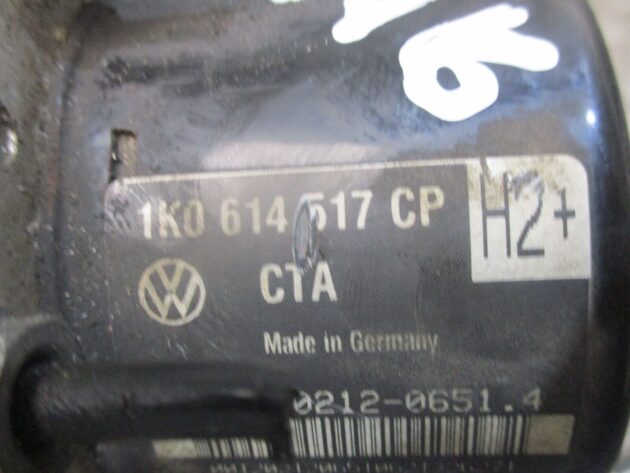 1K0 614 517 CP
H2+
CTA
Made in Germany
0212-0651.4